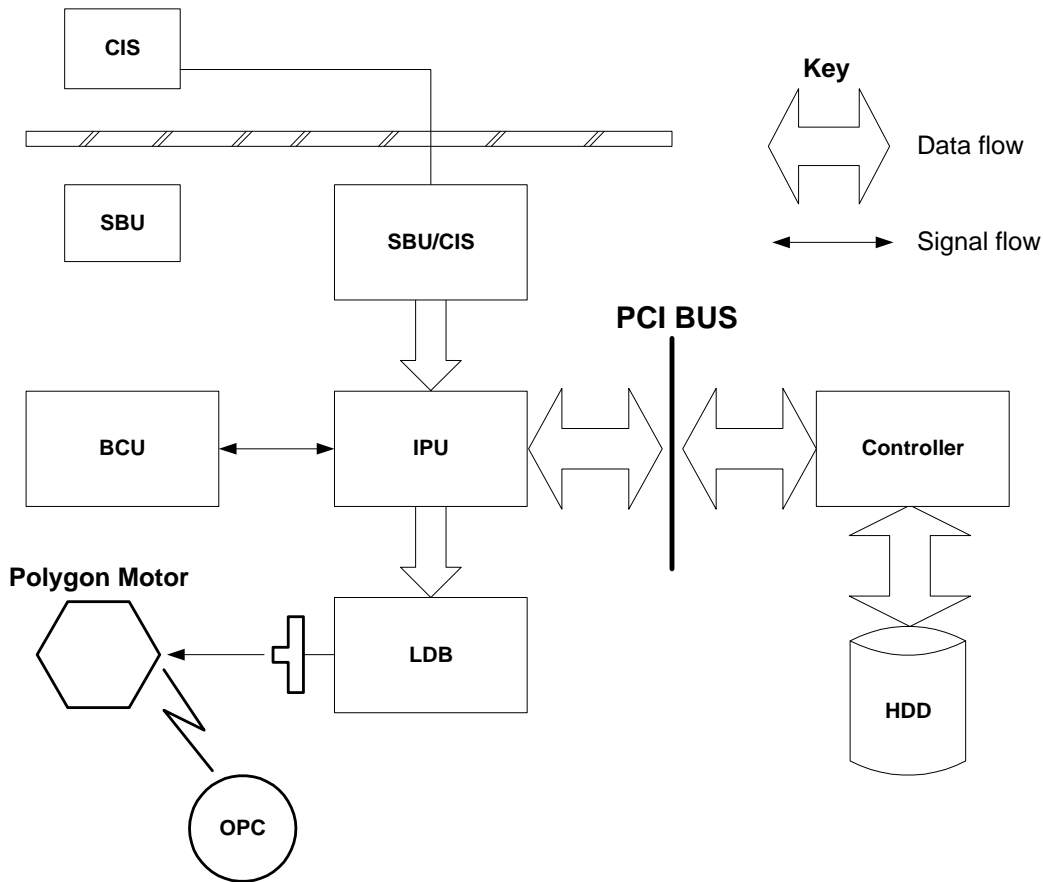 CIS
Key
Data flow
SBU
SBU/CIS
Signal flow
PCI BUS
BCU
IPU
Controller
Polygon Motor
LDB
HDD
OPC